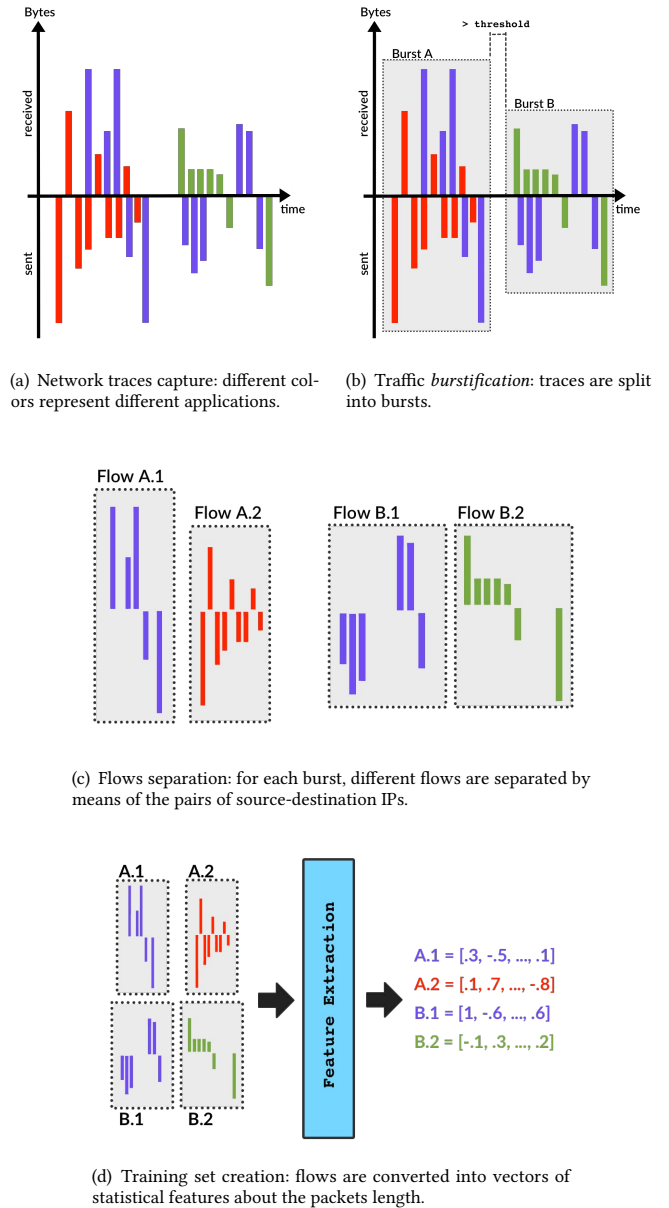 Bytes
received
sent
time
Bytes
> threshold
Burst A
Burst B
received
sent
time
(a) Network traces capture: different col-
ors represent different applications.
(b) Traffic burstification: traces are split
into bursts.
Flow A.1
Flow A.2
Flow B.1
Flow B.2
(c) Flows separation: for each burst, different flows are separated by
means of the pairs of source-destination IPs.
A.1
A.2
B.1
B.2
Feature Extraction
A.1 = [.3, -.5, ..., .1]
A.2 = [.1, .7, ..., -.8]
B.1 = [1, -.6, ..., .6]
B.2 = [-.1, .3, ..., .2]
(d) Training set creation: flows are converted into vectors of
statistical features about the packets length.